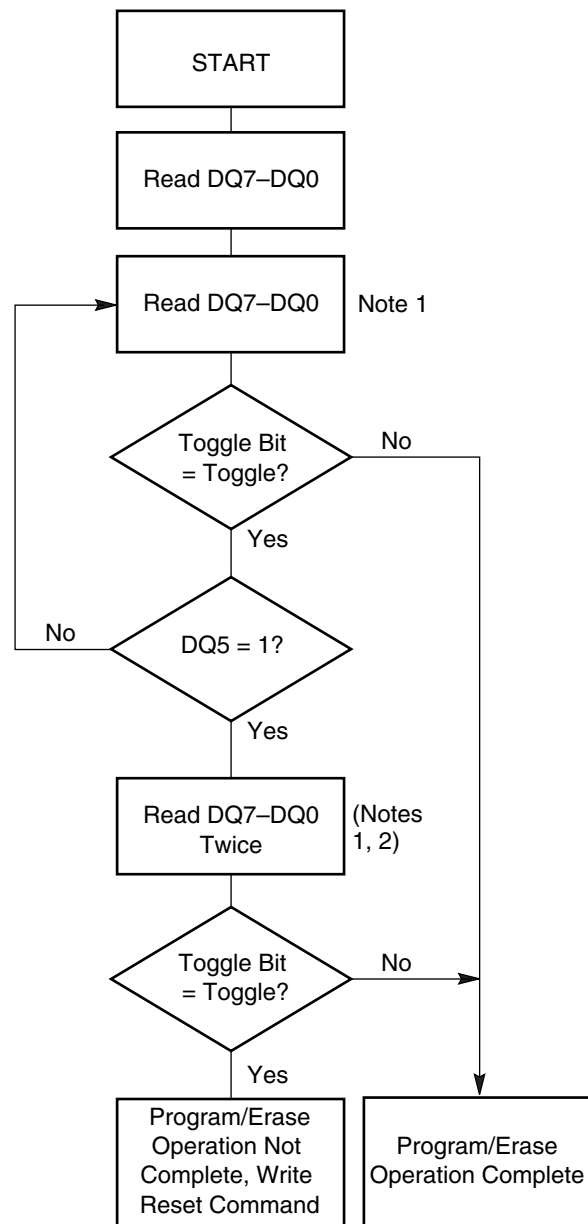 START
Read DQ7–DQ0
Read DQ7–DQ0
Note 1
Toggle Bit
= Toggle?
No
Yes
No
DQ5 = 1?
Yes
Read DQ7–DQ0
Twice
(Notes
1, 2)
Toggle Bit
= Toggle?
No
Yes
Program/Erase
Operation Not
Complete, Write
Reset Command
Program/Erase
Operation Complete